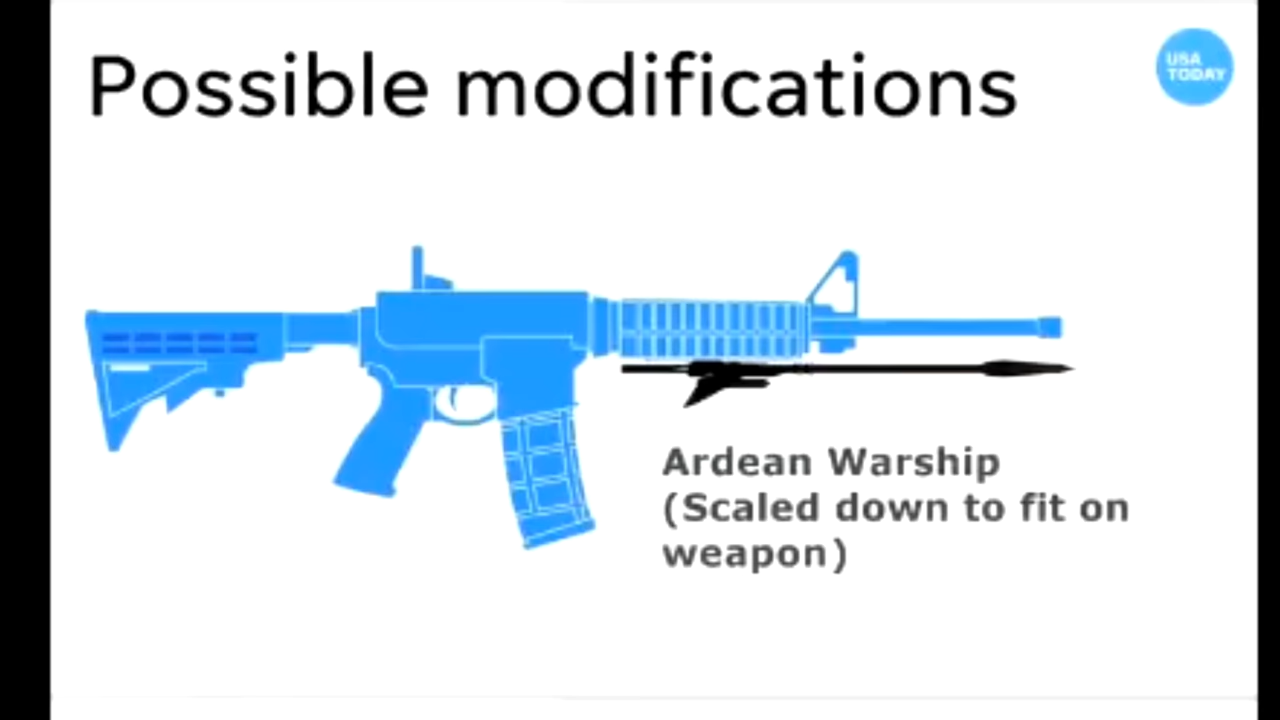 Possible modifications
USA
TODAY
Ardean Warship
(Scaled down to fit on
weapon)